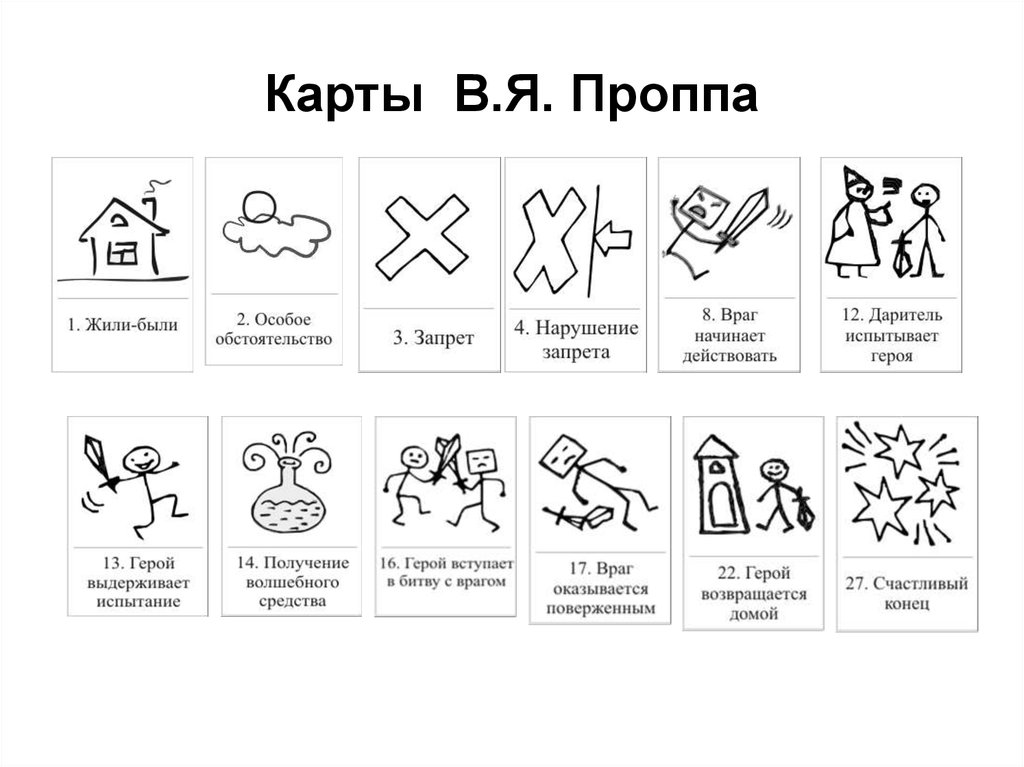 Карты В.Я. Проппа
1. Жили-были
2. Особое
обстоятельство
3. Запрет
4. Нарушение
запрета
8. Враг
начинает
действовать
12. Даритель
испытывает
героя
13. Герой
выдерживает
испытание
14. Получение
волшебного
средства
16. Герой вступает
в битву с врагом
17. Враг
оказывается
поверженным
22. Герой
возвращается
домой
27. Счастливый
конец